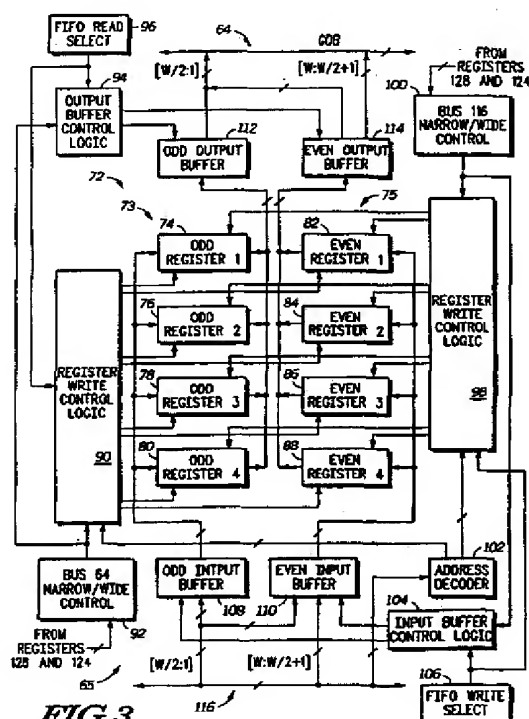 FIFO READ
SELECT
96
64
GOB
FROM
REGISTERS
128 AND 124
94
OUTPUT
BUFFER
CONTROL
LOGIC
[W/2:1]
[W:W/2+1]
100
BUS 116
NARROW/WIDE
CONTROL
112
ODD OUTPUT
BUFFER
114
EVEN OUTPUT
BUFFER
72
73
74
75
82
ODD
REGISTER 1
EVEN
REGISTER 1
76
84
ODD
REGISTER 2
EVEN
REGISTER 2
REGISTER
WRITE
CONTROL
LOGIC
90
REGISTER
WRITE
CONTROL
LOGIC
98
78
86
ODD
REGISTER 3
EVEN
REGISTER 3
80
88
ODD
REGISTER 4
EVEN
REGISTER 4
BUS 64
NARROW/WIDE
CONTROL
92
ODD INTPUT
BUFFER
108
EVEN INPUT
BUFFER
110
102
ADDRESS
DECODER
104
INPUT BUFFER
CONTROL LOGIC
FROM
REGISTERS
128 AND 124
65
[W/2:1]
[W:W/2+1]
106
FIFO WRITE
SELECT
116
FIG.3